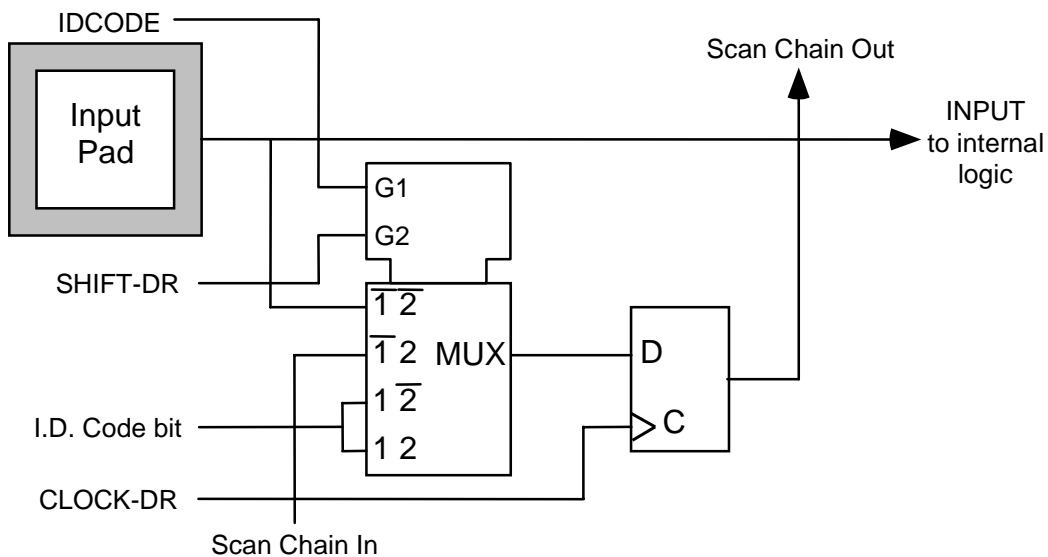 IDCODE
Scan Chain Out
Input
Pad
INPUT
to internal
logic
G1
G2
SHIFT-DR
1̅ 2̅
1̅ 2
MUX
D
1 2̅
I.D. Code bit
C
1 2
CLOCK-DR
Scan Chain In